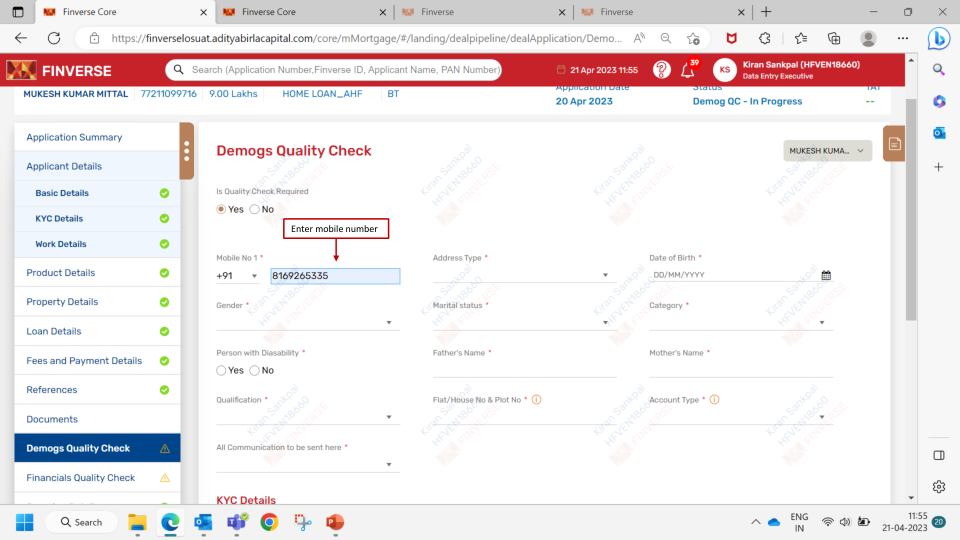 Finverse Core
Finverse Core
Finverse
Finverse
https://finverselosuat.adityabirlacapital.com/core/mMortgage/#/landing/dealpipeline/dealApplication/Demo...
FINVERSE
Search (Application Number,Finverse ID, Applicant Name, PAN Number)
21 Apr 2023 11:55
39
KS
Kiran Sankpal (HFVEN18660)
Data Entry Executive
Application Date
Status
TAT
MUKESH KUMAR MITTAL
77211099716
9.00 Lakhs
HOME LOAN_AHF
BT
20 Apr 2023
Demog QC - In Progress
--
Application Summary
Applicant Details
Basic Details
KYC Details
Work Details
Product Details
Property Details
Loan Details
Fees and Payment Details
References
Documents
Demogs Quality Check
Financials Quality Check
Demogs Quality Check
MUKESH KUMA...
Is Quality Check Required
Yes No
Enter mobile number
Mobile No 1 *
Address Type *
Date of Birth *
+91
8169265335
DD/MM/YYYY
Gender *
Marital status *
Category *
Person with Diasability *
Father's Name *
Mother's Name *
Yes No
Qualification *
Flat/House No & Plot No *
Account Type *
All Communication to be sent here *
KYC Details
Kiran Sankpal
HFVEN18660
FINVERSE
Search
ENG
IN
11:55
21-04-2023
20